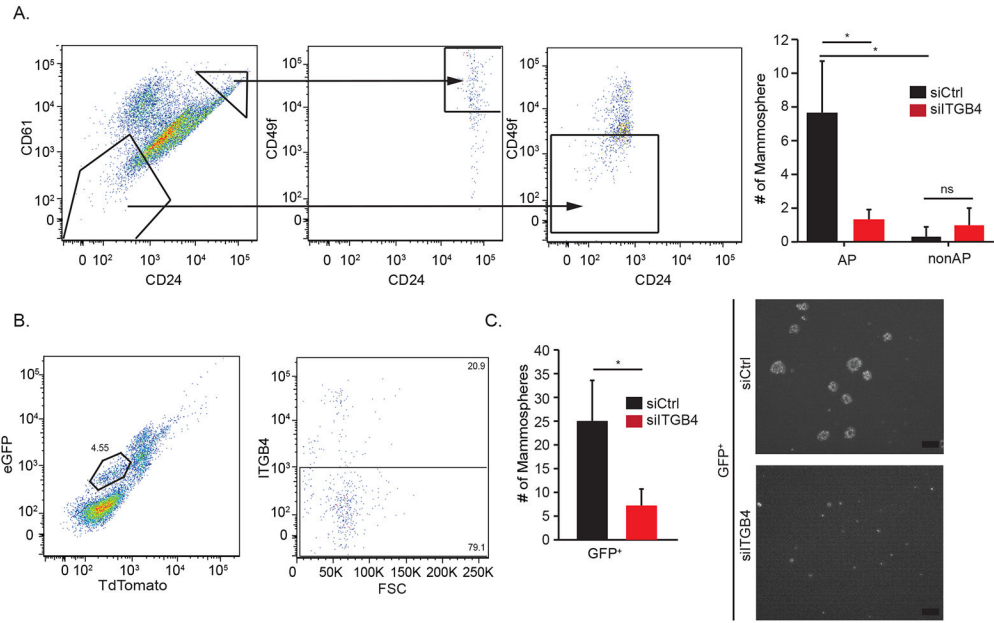 A.
CD61
10⁵
10⁴
10³
10²
0
0 10² 10³ 10⁴ 10⁵
CD24
CD49f
10⁵
10⁴
10³
10²
0
0 10² 10³ 10⁴ 10⁵
CD24
CD49f
10⁵
10⁴
10³
10²
0
0 10² 10³ 10⁴ 10⁵
CD24
# of Mammosphere
12
10
8
6
4
2
0
*
*
ns
siCtrl
siITGB4
AP nonAP
B.
eGFP
10⁵
10⁴
10³
10²
0
4.55
0 10² 10³ 10⁴ 10⁵
TdTomato
ITGB4
10⁵
10⁴
10³
10²
0
20.9
79.1
0 50K 100K 150K 200K 250K
FSC
C.
# of Mammospheres
40
35
30
25
20
15
10
5
0
*
siCtrl
siITGB4
GFP⁺
GFP⁺
siCtrl
siITGB4